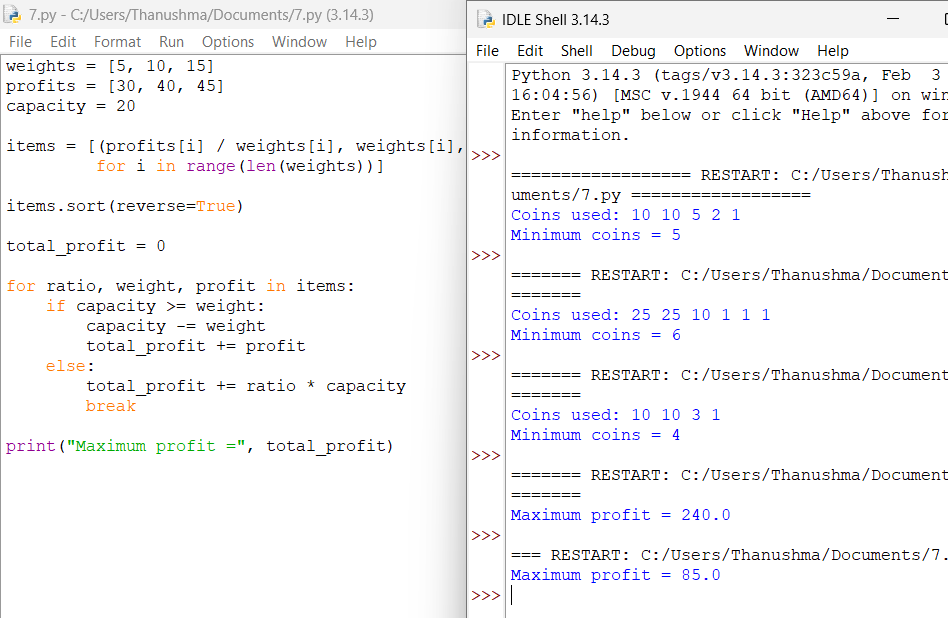 7.py - C:/Users/Thanushma/Documents/7.py (3.14.3)
File Edit Format Run Options Window Help
weights = [5, 10, 15]
profits = [30, 40, 45]
capacity = 20
items = [(profits[i] / weights[i], weights[i],
for i in range(len(weights))]
items.sort(reverse=True)
total_profit = 0
for ratio, weight, profit in items:
if capacity >= weight:
capacity -= weight
total_profit += profit
else:
total_profit += ratio * capacity
break
print("Maximum profit =", total_profit)
IDLE Shell 3.14.3
File Edit Shell Debug Options Window Help
Python 3.14.3 (tags/v3.14.3:323c59a, Feb 3
16:04:56) [MSC v.1944 64 bit (AMD64)] on win
Enter "help" below or click "Help" above for
information.
>>>
================== RESTART: C:/Users/Thanush
uments/7.py ==================
Coins used: 10 10 5 2 1
Minimum coins = 5
>>>
======= RESTART: C:/Users/Thanushma/Document
=======
Coins used: 25 25 10 1 1 1
Minimum coins = 6
>>>
======= RESTART: C:/Users/Thanushma/Document
=======
Coins used: 10 10 3 1
Minimum coins = 4
>>>
======= RESTART: C:/Users/Thanushma/Document
=======
Maximum profit = 240.0
>>>
=== RESTART: C:/Users/Thanushma/Documents/7.
Maximum profit = 85.0
>>>